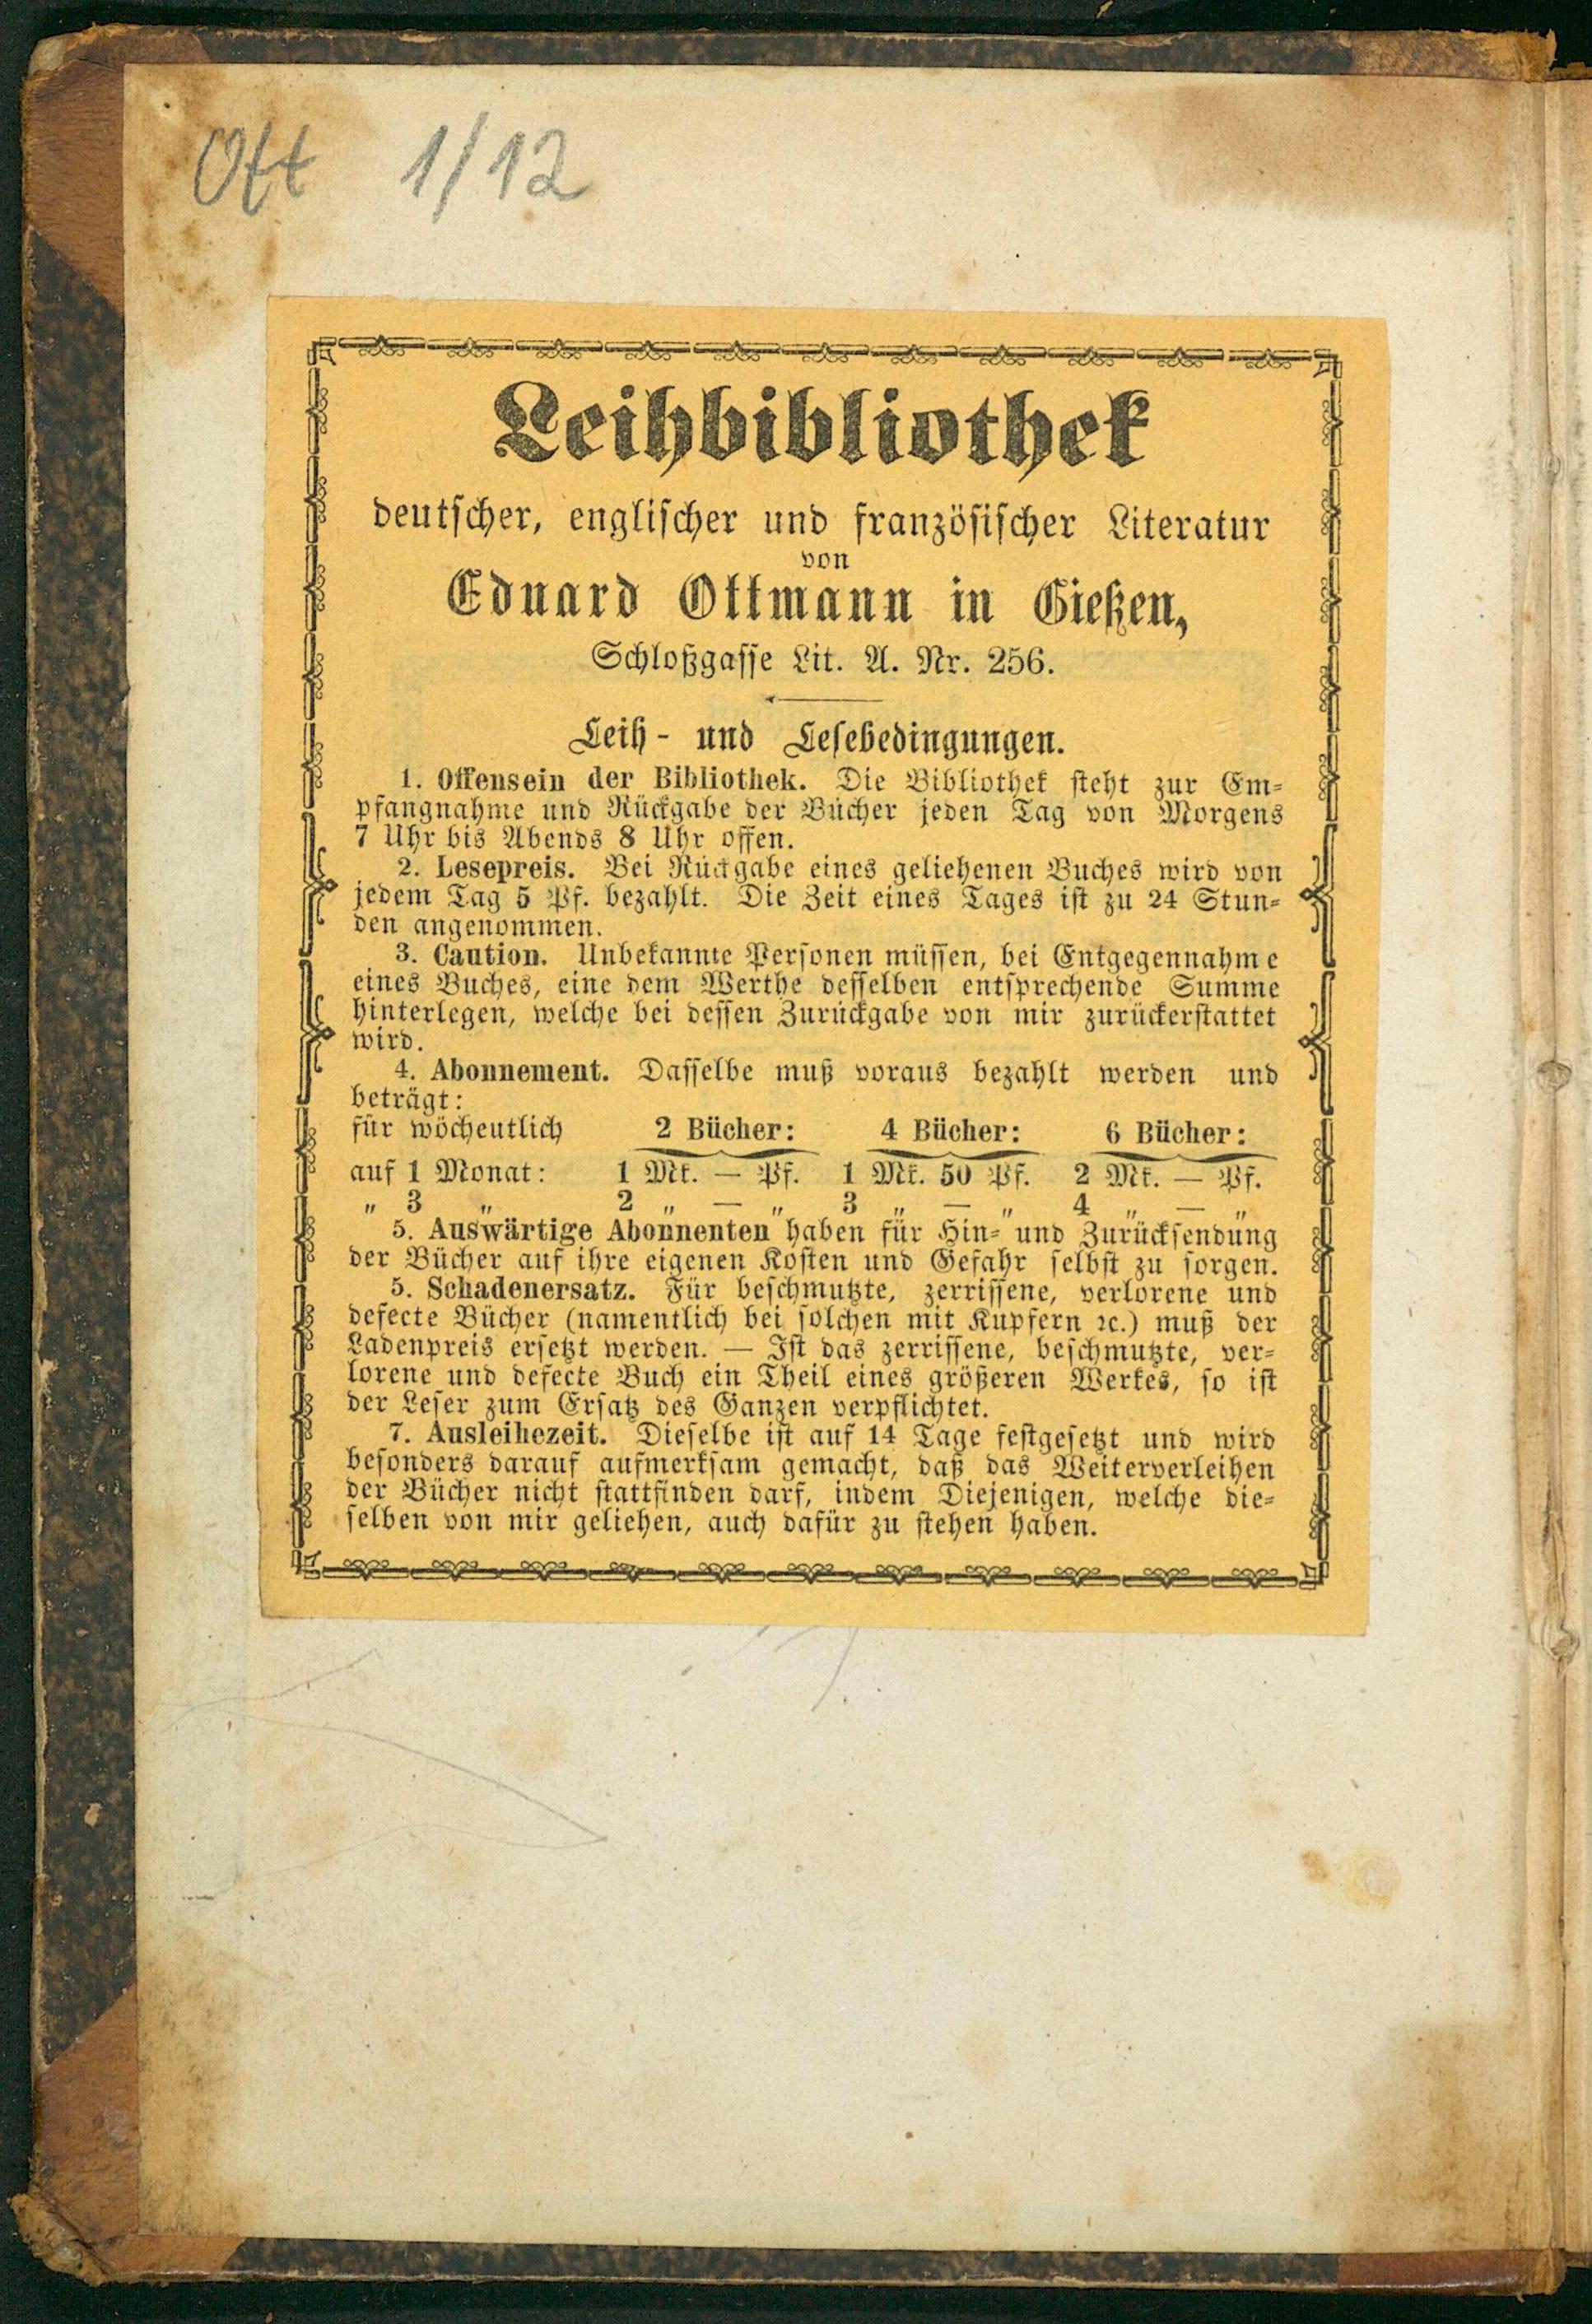 Ott 1/12
Leihbibliothek
deutscher, englischer und französischer Literatur
von
Eduard Ottmann in Gießen,
Schloßgasse Lit. A. Nr. 256.
Leih- und Lesebedingungen.
1. Offensein der Bibliothek. Die Bibliothek steht zur Em-
pfangnahme und Rückgabe der Bücher jeden Tag von Morgens
7 Uhr bis Abends 8 Uhr offen.
2. Lesepreis. Bei Rückgabe eines geliehenen Buches wird von
jedem Tag 5 Pf. bezahlt. Die Zeit eines Tages ist zu 24 Stun-
den angenommen.
3. Caution. Unbekannte Personen müssen, bei Entgegennahme
eines Buches, eine dem Werthe desselben entsprechende Summe
hinterlegen, welche bei dessen Zurückgabe von mir zurückerstattet
wird.
4. Abonnement. Dasselbe muß voraus bezahlt werden und
beträgt:
für wöcheutlich 2 Bücher: 4 Bücher: 6 Bücher:
auf 1 Monat: 1 Mk. — Pf. 1 Mk. 50 Pf. 2 Mk. — Pf.
„ 3 „ 2 „ — „ 3 „ — „ 4 „ — „
5. Auswärtige Abonnenten haben für Hin- und Zurücksendung
der Bücher auf ihre eigenen Kosten und Gefahr selbst zu sorgen.
5. Schadenersatz. Für beschmutzte, zerrissene, verlorene und
defecte Bücher (namentlich bei solchen mit Kupfern ꝛc.) muß der
Ladenpreis ersetzt werden. — Ist das zerrissene, beschmutzte, ver-
lorene und defecte Buch ein Theil eines größeren Werkes, so ist
der Leser zum Ersatz des Ganzen verpflichtet.
7. Ausleihezeit. Dieselbe ist auf 14 Tage festgesetzt und wird
besonders darauf aufmerksam gemacht, daß das Weiterverleihen
der Bücher nicht stattfinden darf, indem Diejenigen, welche die-
selben von mir geliehen, auch dafür zu stehen haben.